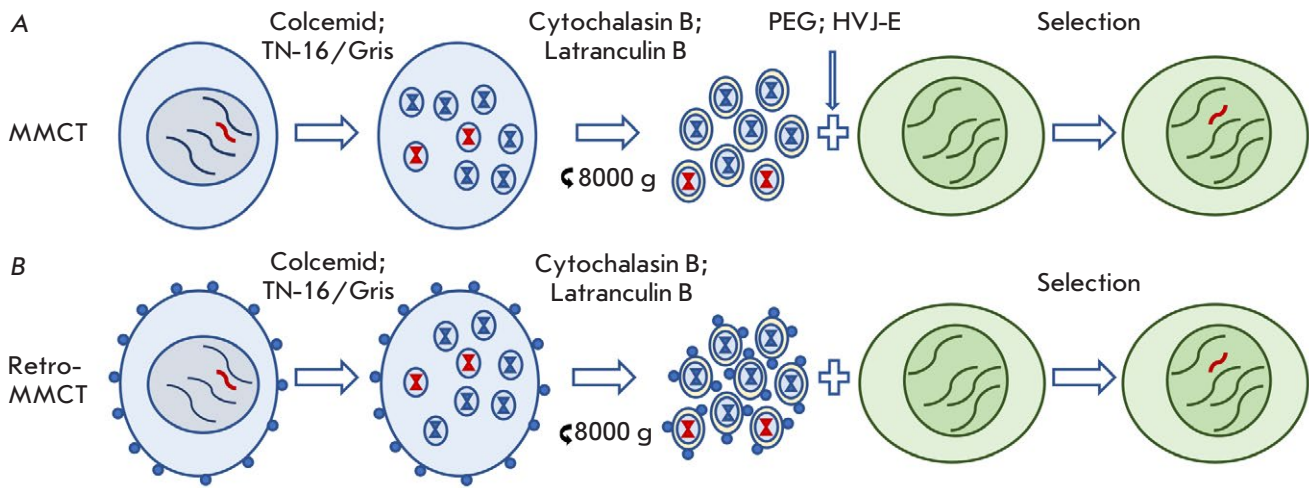 A
Colcemid;
TN-16/Gris
Cytochalasin B;
Latranculin B
PEG; HVJ-E
Selection
MMCT
8000 g
B
Colcemid;
TN-16/Gris
Cytochalasin B;
Latranculin B
Selection
Retro-
MMCT
8000 g